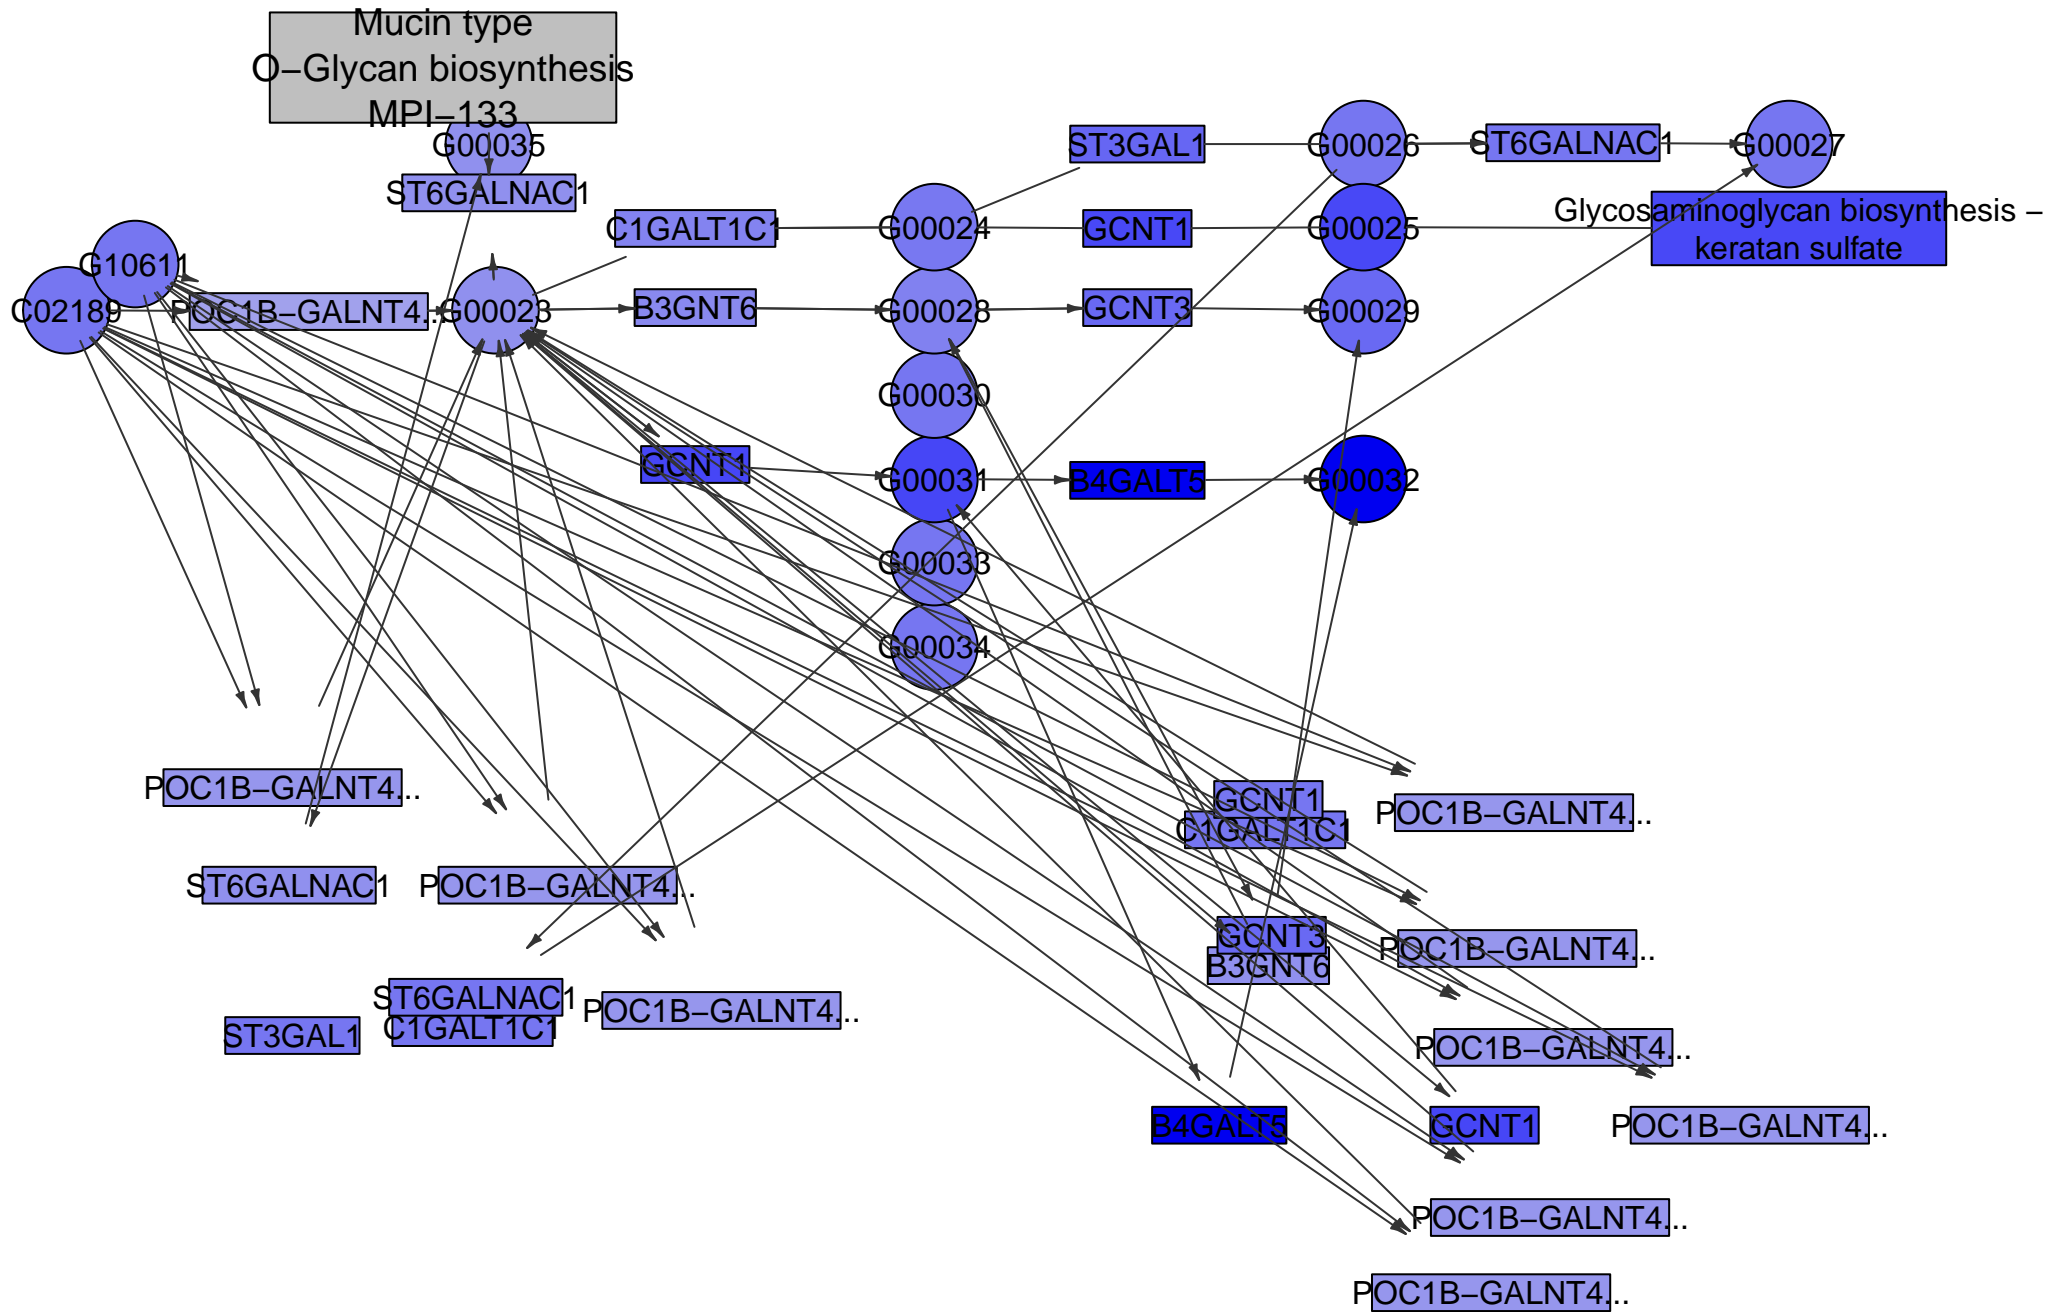 Mucin type
O−Glycan biosynthesis
MPI−133
G00035
ST3GAL1
G00026
ST6GALNAC1
G00027
ST6GALNAC1
C1GALT1C1
G00024
GCNT1
G00025
Glycosaminoglycan biosynthesis −
keratan sulfate
G10611
C02189
POC1B−GALNT4...
G00023
B3GNT6
G00028
GCNT3
G00029
G00030
GCNT1
G00031
B4GALT5
G00032
G00033
G00034
POC1B−GALNT4...
GCNT1
POC1B−GALNT4...
C1GALT1C1
ST6GALNAC1
POC1B−GALNT4...
GCNT3
POC1B−GALNT4...
B3GNT6
ST6GALNAC1
POC1B−GALNT4...
C1GALT1C1
ST3GAL1
POC1B−GALNT4...
B4GALT5
GCNT1
POC1B−GALNT4...
POC1B−GALNT4...
POC1B−GALNT4...